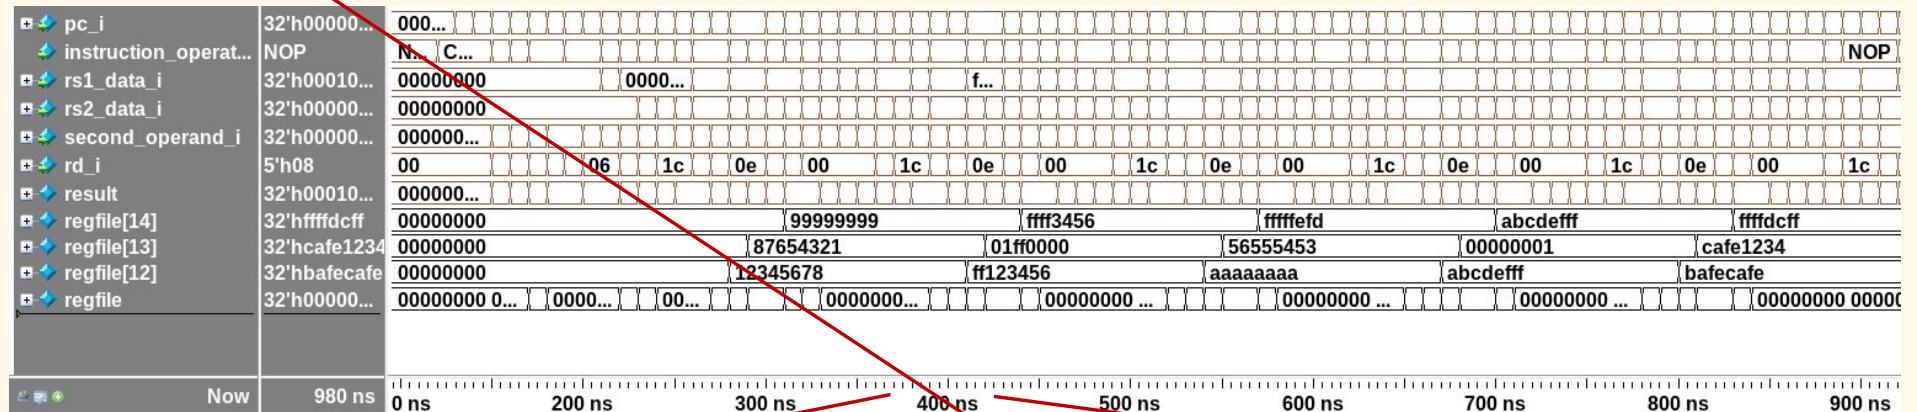 pc_i 32'h00000... 000...
instruction_operat... NOP N... C... NOP
rs1_data_i 32'h00010... 00000000 0000... f...
rs2_data_i 32'h00000... 00000000
second_operand_i 32'h00000... 000000...
rd_i 5'h08 00 06 1c 0e 00 1c 0e 00 1c 0e 00 1c 0e 00 1c 0e 00 1c
result 32'h00010... 000000...
regfile[14] 32'hffffdcff 00000000 99999999 ffff3456 fffffefd abcdefff ffffdcff
regfile[13] 32'hcafe1234 00000000 87654321 01ff0000 56555453 00000001 cafe1234
regfile[12] 32'hbafecafe 00000000 12345678 ff123456 aaaaaaaa abcdefff bafecafe
regfile 32'h00000... 00000000 0... 0000... 00... 0000000... 00000000 ... 00000000 ... 00000000 ... 00000000 00000
Now 980 ns 0 ns 200 ns 300 ns 400 ns 500 ns 600 ns 700 ns 800 ns 900 ns